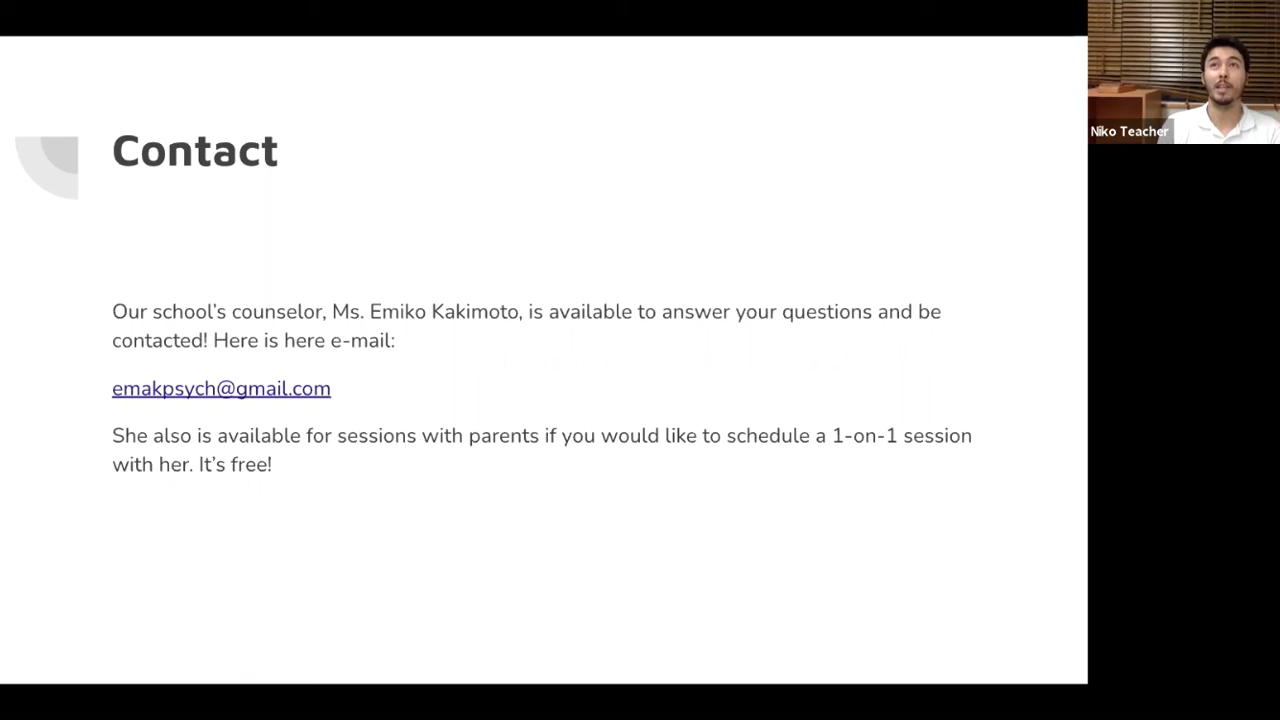 Contact
Our school's counselor, Ms. Emiko Kakimoto, is available to answer your questions and be
contacted! Here is here e-mail:
emakpsych@gmail.com
She also is available for sessions with parents if you would like to schedule a 1-on-1 session
with her. It's free!
Niko Teacher